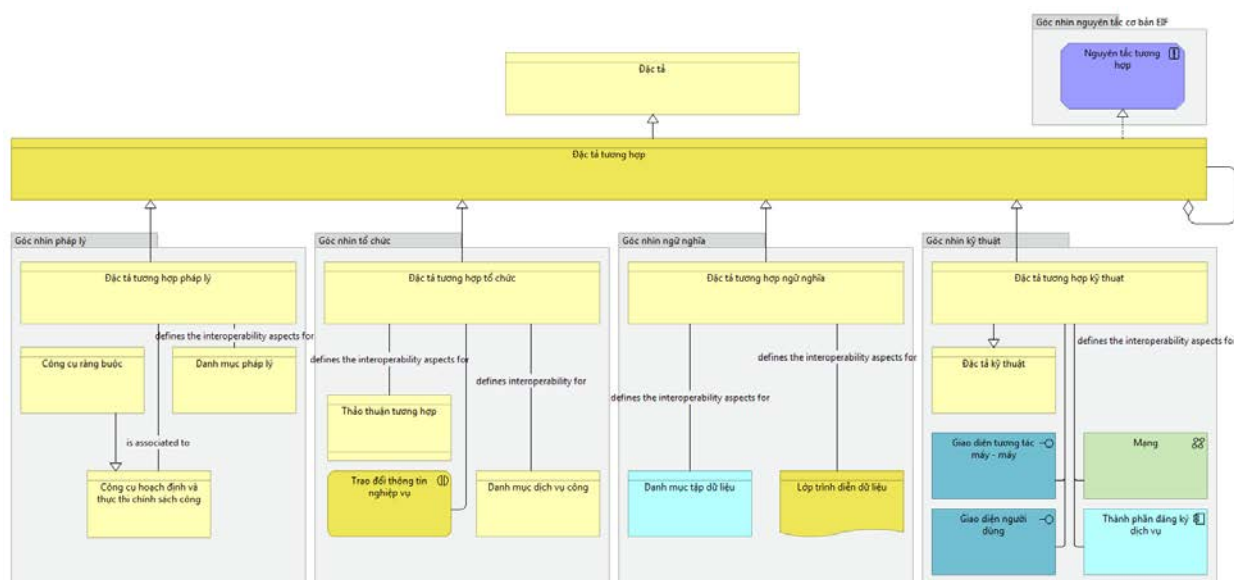 Góc nhìn nguyên tắc cơ bản EIF
Nguyên tắc tương
hợp
Đặc tả
Đặc tả tương hợp
Góc nhìn pháp lý
Đặc tả tương hợp pháp lý
defines the interoperability aspects for
Công cụ ràng buộc
Danh mục pháp lý
is associated to
Công cụ hoạch định và
thực thi chính sách công
Góc nhìn tổ chức
Đặc tả tương hợp tổ chức
defines the interoperability aspects for
defines interoperability for
Thỏa thuận tương hợp
Trao đổi thông tin
nghiệp vụ
Danh mục dịch vụ công
Góc nhìn ngữ nghĩa
Đặc tả tương hợp ngữ nghĩa
defines the interoperability aspects for
defines the interoperability aspects for
Danh mục tập dữ liệu
Lớp trình diễn dữ liệu
Góc nhìn kỹ thuật
Đặc tả tương hợp kỹ thuạt
defines the interoperability aspects for
Đặc tả kỹ thuật
Giao diện tương tác
máy - máy
Mạng
Giao diện người
dùng
Thành phần đăng ký
dịch vụ